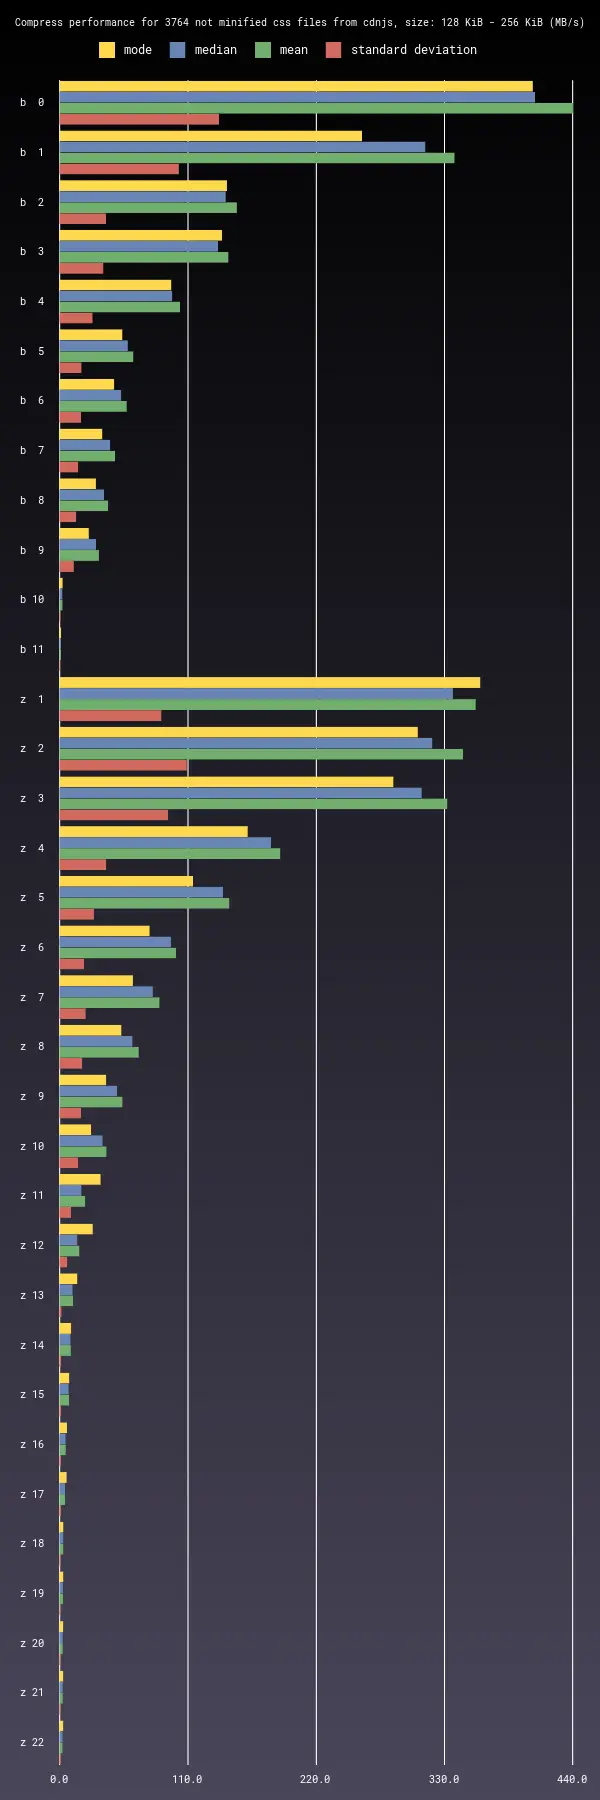 Compress performance for 3764 not minified css files from cdnjs, size: 128 KiB - 256 KiB (MB/s)
mode median mean standard deviation
b 0
b 1
b 2
b 3
b 4
b 5
b 6
b 7
b 8
b 9
b 10
b 11
z 1
z 2
z 3
z 4
z 5
z 6
z 7
z 8
z 9
z 10
z 11
z 12
z 13
z 14
z 15
z 16
z 17
z 18
z 19
z 20
z 21
z 22
0.0 110.0 220.0 330.0 440.0